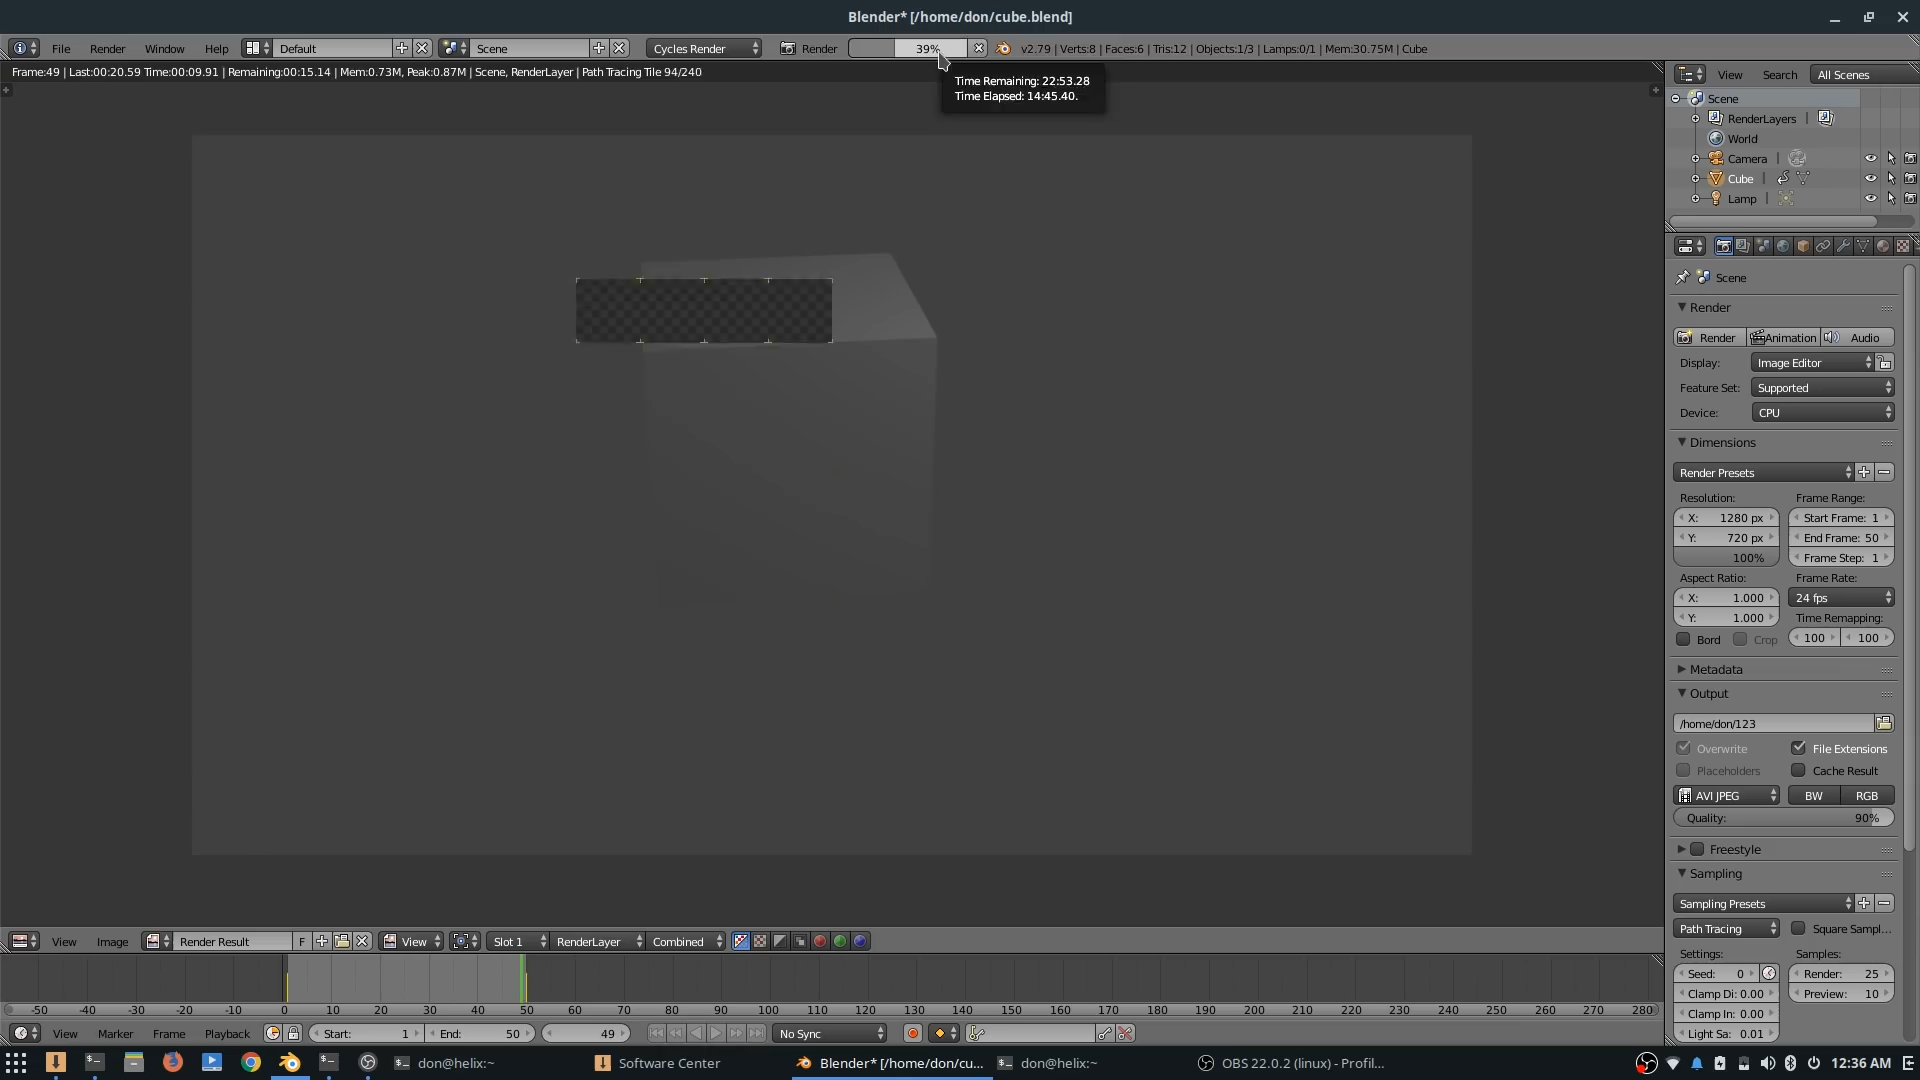 Blender* [/home/don/cube.blend]
File Render Window Help Default Scene Cycles Render Render 39% v2.79 | Verts:8 | Faces:6 | Tris:12 | Objects:1/3 | Lamps:0/1 | Mem:30.75M | Cube
Frame:49 | Last:00:20.59 Time:00:09.91 | Remaining:00:15.14 | Mem:0.73M, Peak:0.87M | Scene, RenderLayer | Path Tracing Tile 94/240
Time Remaining: 22:53.28
Time Elapsed: 14:45.40.
View Search All Scenes
Scene
RenderLayers
World
Camera
Cube
Lamp
Scene
Render
Render Animation Audio
Display: Image Editor
Feature Set: Supported
Device: CPU
Dimensions
Render Presets
Resolution: Frame Range:
X: 1280 px Start Frame: 1
Y: 720 px End Frame: 50
100% Frame Step: 1
Aspect Ratio: Frame Rate:
X: 1.000 24 fps
Y: 1.000 Time Remapping:
Bord Crop 100 100
Metadata
Output
/home/don/123
Overwrite File Extensions
Placeholders Cache Result
AVI JPEG BW RGB
Quality: 90%
Freestyle
Sampling
Sampling Presets
Path Tracing Square Sampl...
Settings: Samples:
Seed: 0 Render: 25
Clamp Di: 0.00 Preview: 10
Clamp In: 0.00
Light Sa: 0.01
View Image Render Result F View Slot 1 RenderLayer Combined
-50 -40 -30 -20 -10 0 10 20 30 40 50 60 70 80 90 100 110 120 130 140 150 160 170 180 190 200 210 220 230 240 250 260 270 280
View Marker Frame Playback Start: 1 End: 50 49 No Sync
don@helix:~ Software Center Blender* [/home/don/cu... don@helix:~ OBS 22.0.2 (linux) - Profil... 12:36 AM